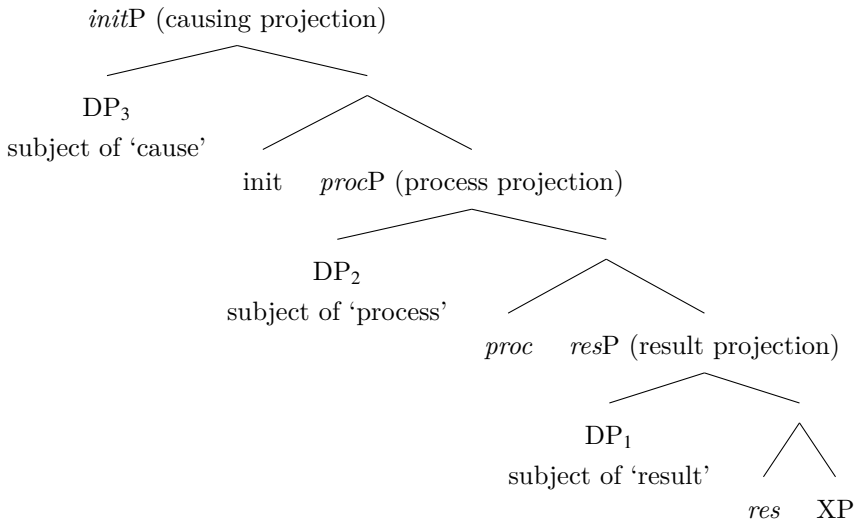 initP (causing projection)
DP₃
subject of ‘cause’
init procP (process projection)
DP₂
subject of ‘process’
proc resP (result projection)
DP₁
subject of ‘result’
res XP